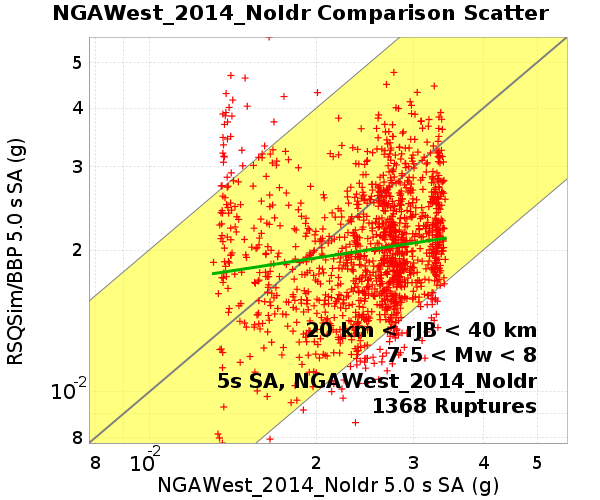 NGAWest_2014_NoIdr Comparison Scatter
RSQSim/BBP 5.0 s SA (g)
5
4
3
2
10-2
8
20 km < rJB < 40 km
7.5 < Mw < 8
5s SA, NGAWest_2014_NoIdr
1368 Ruptures
8 10-2 2 3 4 5
NGAWest_2014_NoIdr 5.0 s SA (g)